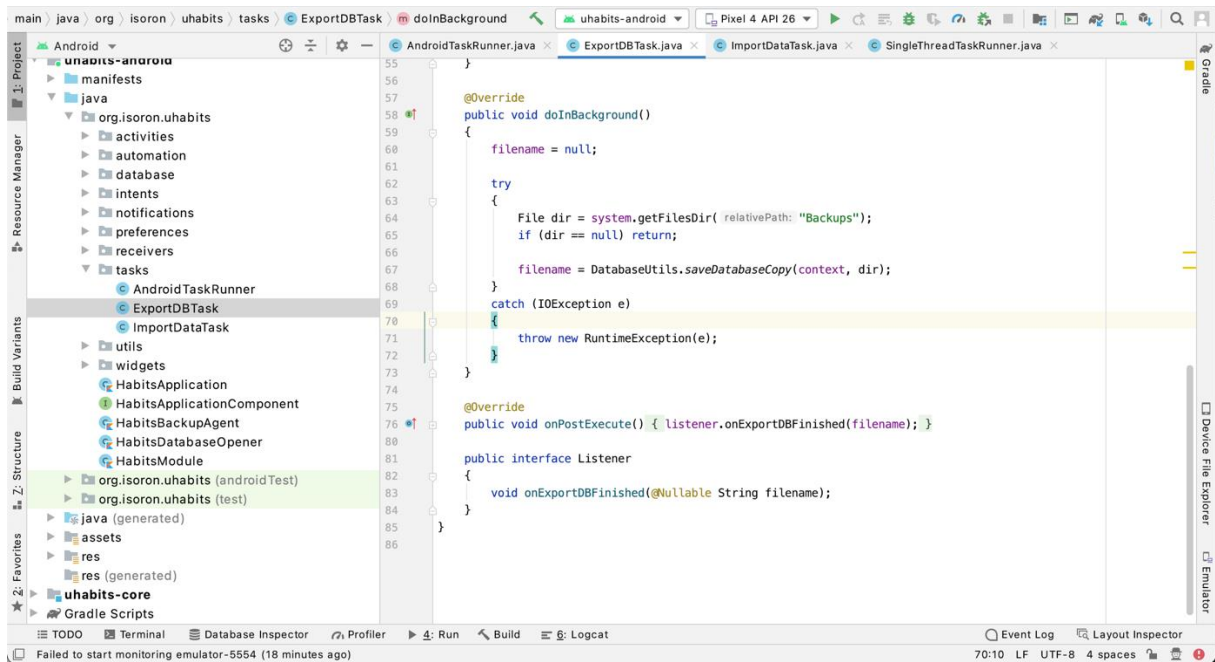 main java org isoron uhabits tasks ExportDBTask doInBackground uhabits-android Pixel 4 API 26
1: Project
Resource Manager
Build Variants
Z: Structure
2: Favorites
Android
uhabits-android
manifests
java
org.isoron.uhabits
activities
automation
database
intents
notifications
preferences
receivers
tasks
AndroidTaskRunner
ExportDBTask
ImportDataTask
utils
widgets
HabitsApplication
HabitsApplicationComponent
HabitsBackupAgent
HabitsDatabaseOpener
HabitsModule
org.isoron.uhabits (androidTest)
org.isoron.uhabits (test)
java (generated)
assets
res
res (generated)
uhabits-core
Gradle Scripts
AndroidTaskRunner.java ExportDBTask.java ImportDataTask.java SingleThreadTaskRunner.java
55 }
56
57 @Override
58 public void doInBackground()
59 {
60 filename = null;
61
62 try
63 {
64 File dir = system.getFilesDir( relativePath: "Backups");
65 if (dir == null) return;
66
67 filename = DatabaseUtils.saveDatabaseCopy(context, dir);
68 }
69 catch (IOException e)
70 {
71 throw new RuntimeException(e);
72 }
73 }
74
75 @Override
76 public void onPostExecute() { listener.onExportDBFinished(filename); }
80
81 public interface Listener
82 {
83 void onExportDBFinished(@Nullable String filename);
84 }
85 }
86
Gradle
Device File Explorer
Emulator
TODO Terminal Database Inspector Profiler 4: Run Build 6: Logcat Event Log Layout Inspector
Failed to start monitoring emulator-5554 (18 minutes ago) 70:10 LF UTF-8 4 spaces